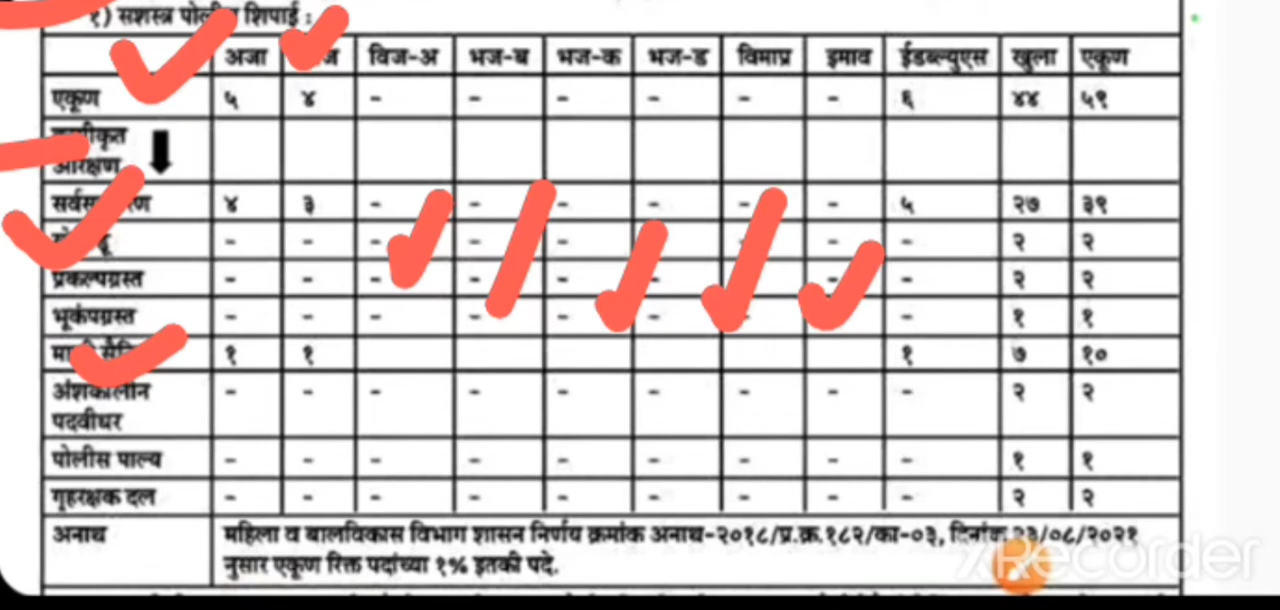 १) सशस्त्र पोलीस शिपाई :
अजा विज-अ भज-ब भज-क भज-ड विमाप्र इमाव ईडब्ल्युएस खुला एकूण
एकूण ५ ४ - - - - - - ६ ४४ ५९
आरक्षण
४ ३ - - - - - - ५ २७ ३९
- - - - - - - - २ २
प्रकल्पग्रस्त - - - - - - - २ २
भूकंपग्रस्त - - - - - - - - १ १
१ १ १ ७ १०
अंशकालीन - - - - - - - - - २ २
पदवीधर
पोलीस पाल्य - - - - - - - - - १ १
गृहरक्षक दल - - - - - - - - - २ २
अनाथ महिला व बालविकास विभाग शासन निर्णय क्रमांक अनाथ-२०१८/प्र.क्र.१८२/का-०३, दिनांक २३/०८/२०२१
नुसार एकूण रिक्त पदांच्या १% इतकी पदे.
XRecorder